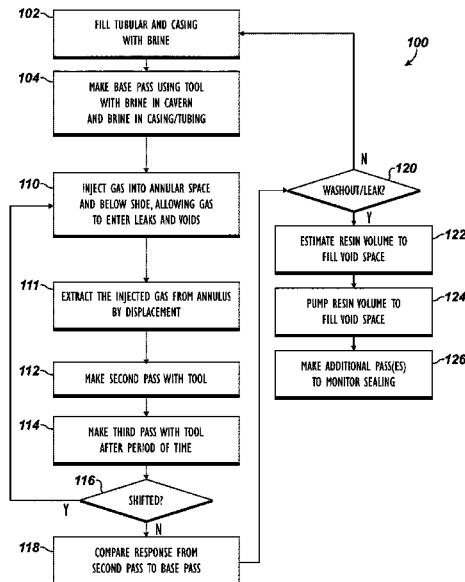 102
FILL TUBULAR AND CASING
WITH BRINE
100
104
MAKE BASE PASS USING TOOL
WITH BRINE IN CAVERN
AND BRINE IN CASING/TUBING
110
INJECT GAS INTO ANNULAR SPACE
AND BELOW SHOE, ALLOWING GAS
TO ENTER LEAKS AND VOIDS
111
EXTRACT THE INJECTED GAS FROM ANNULUS
BY DISPLACEMENT
112
MAKE SECOND PASS WITH TOOL
114
MAKE THIRD PASS WITH TOOL
AFTER PERIOD OF TIME
116
SHIFTED?
Y
N
118
COMPARE RESPONSE FROM
SECOND PASS TO BASE PASS
N
120
WASHOUT/LEAK?
Y
122
ESTIMATE RESIN VOLUME TO
FILL VOID SPACE
124
PUMP RESIN VOLUME TO
FILL VOID SPACE
126
MAKE ADDITIONAL PASS(ES)
TO MONITOR SEALING